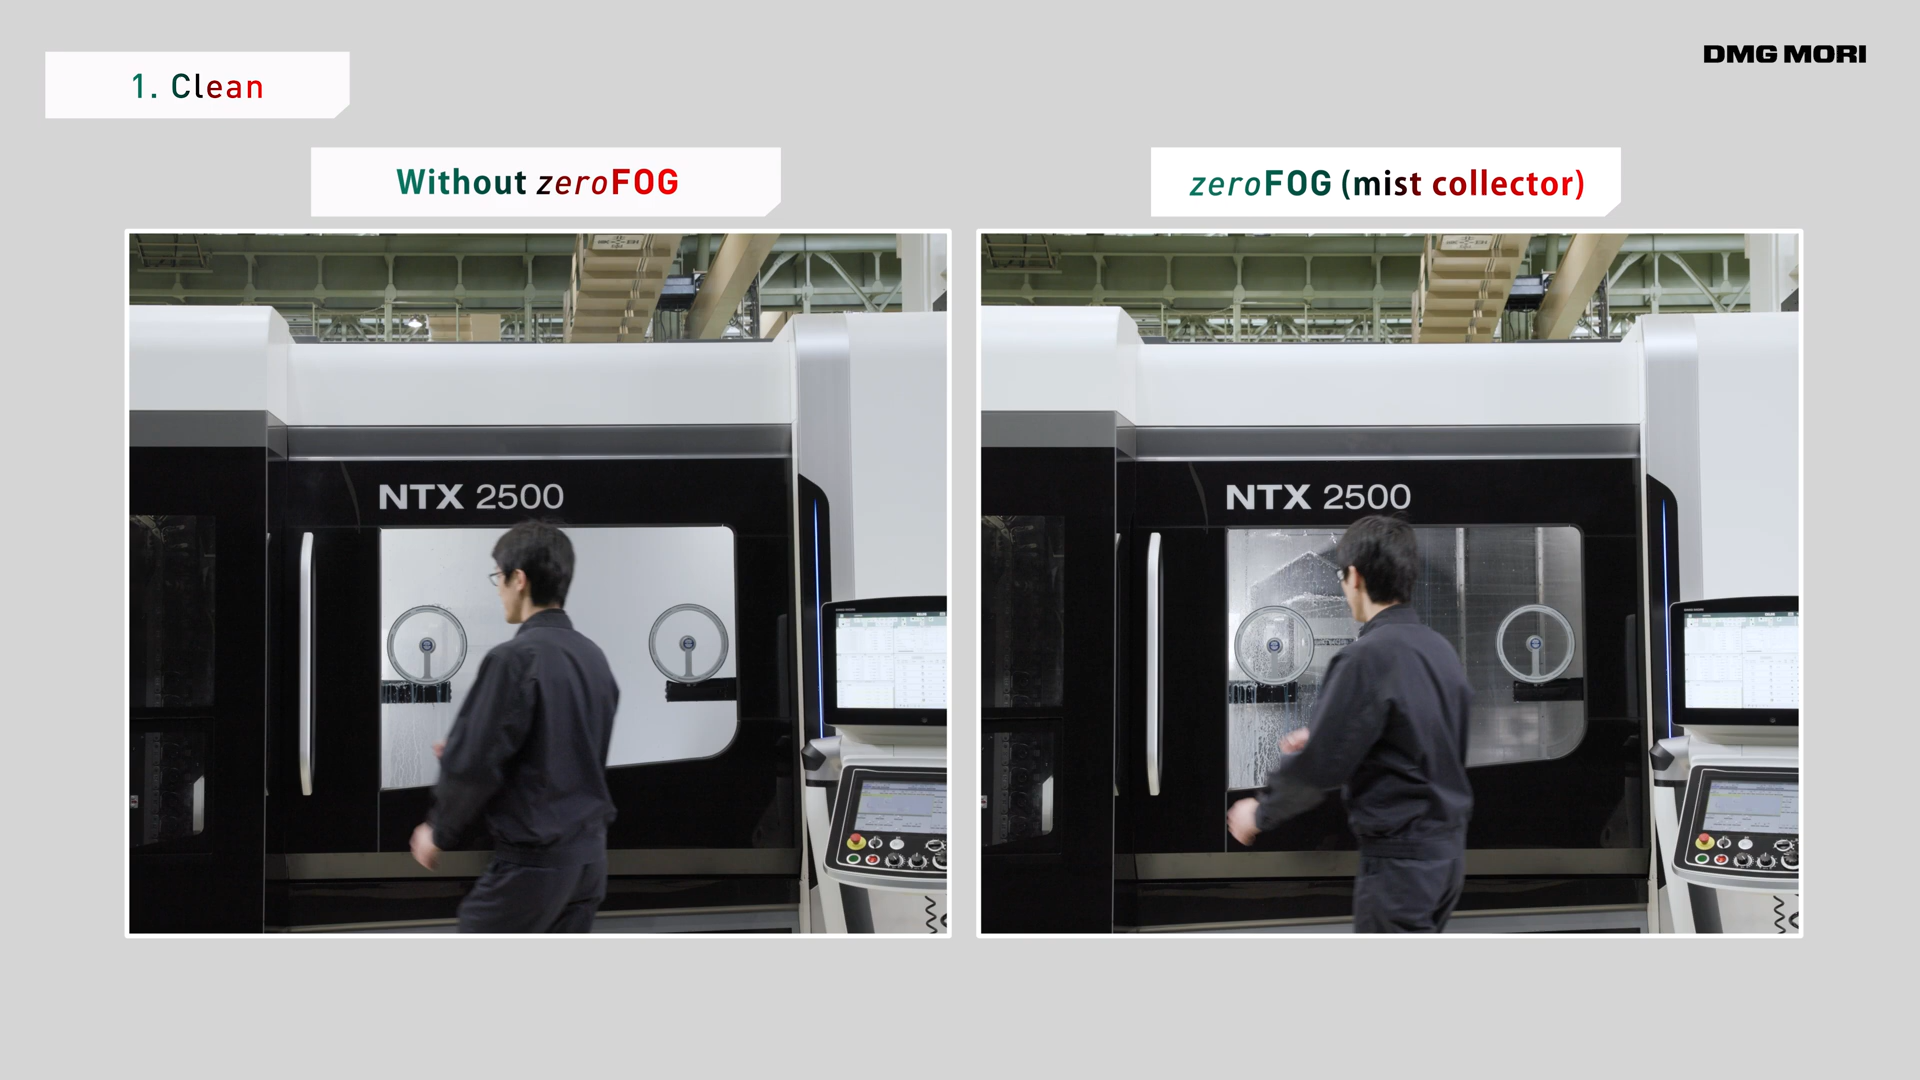 1. Clean
DMG MORI
Without zeroFOG
zeroFOG (mist collector)
NTX 2500
NTX 2500